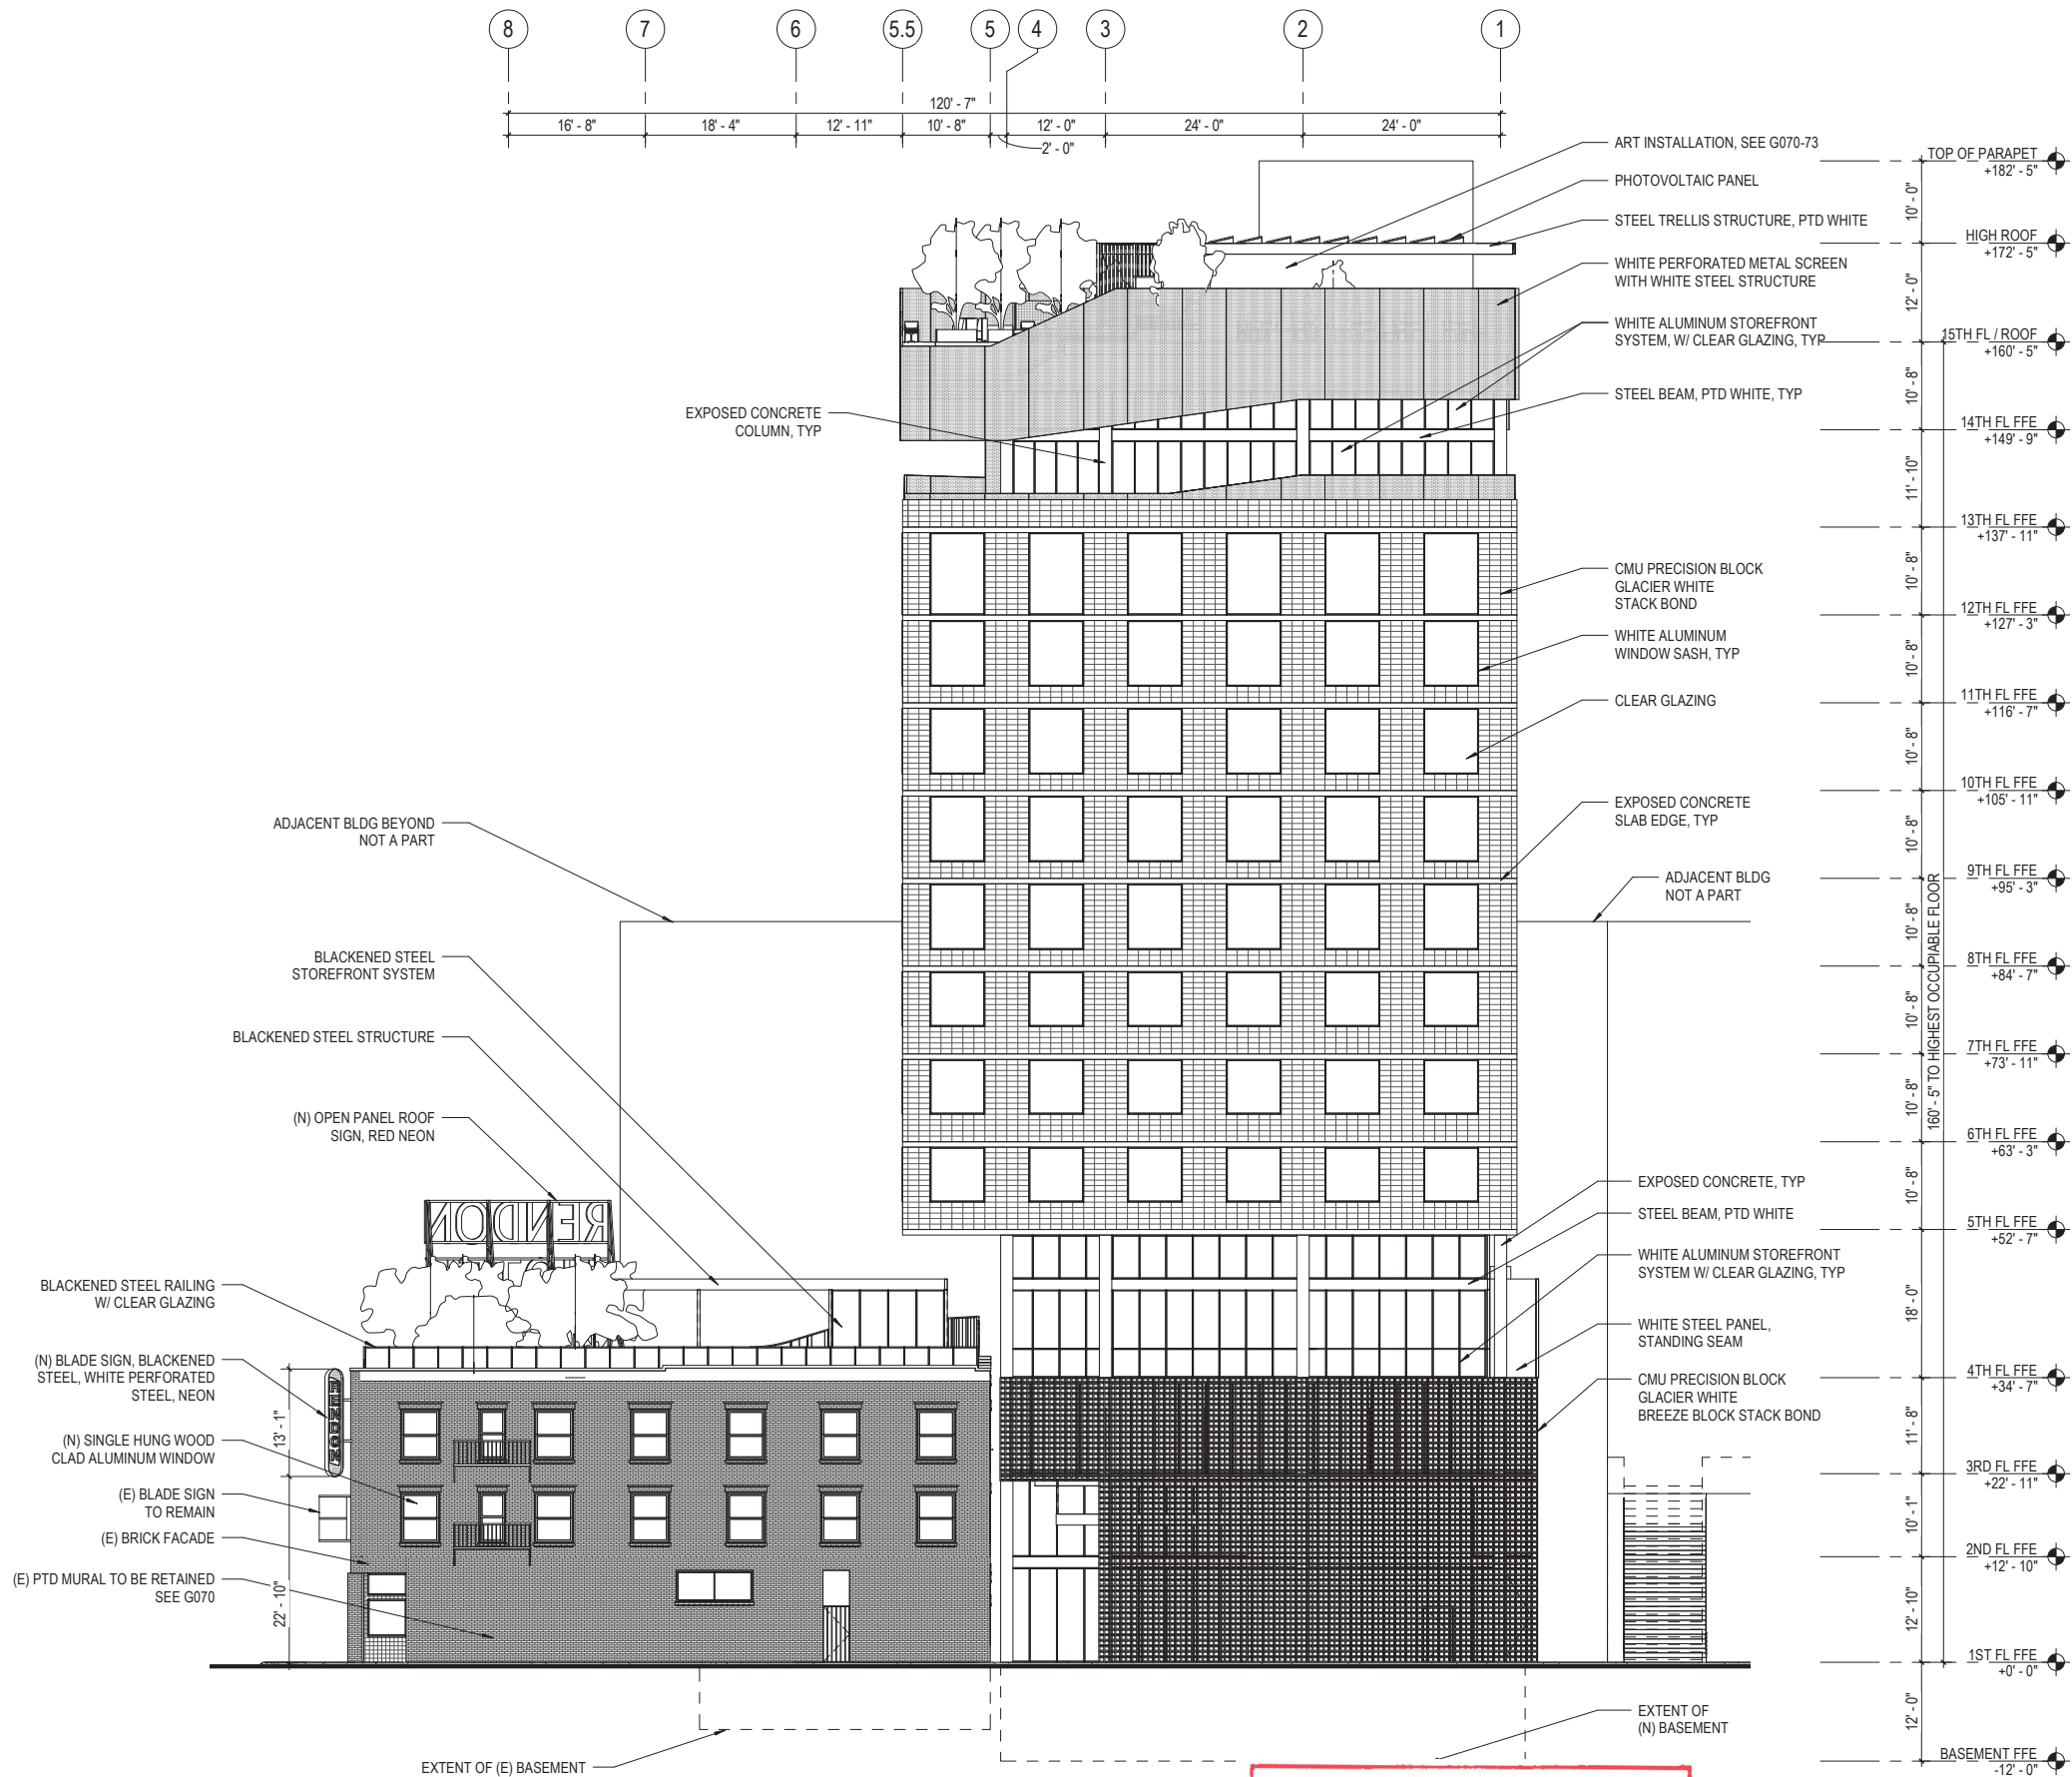 8 7 6 5.5 5 4 3 2 1
120' - 7"
16' - 8" 18' - 4" 12' - 11" 10' - 8" 12' - 0" 24' - 0" 24' - 0"
2' - 0"
ART INSTALLATION, SEE G070-73
PHOTOVOLTAIC PANEL
STEEL TRELLIS STRUCTURE, PTD WHITE
WHITE PERFORATED METAL SCREEN
WITH WHITE STEEL STRUCTURE
WHITE ALUMINUM STOREFRONT
SYSTEM, W/ CLEAR GLAZING, TYP
STEEL BEAM, PTD WHITE, TYP
EXPOSED CONCRETE
COLUMN, TYP
CMU PRECISION BLOCK
GLACIER WHITE
STACK BOND
WHITE ALUMINUM
WINDOW SASH, TYP
CLEAR GLAZING
EXPOSED CONCRETE
SLAB EDGE, TYP
ADJACENT BLDG
NOT A PART
EXPOSED CONCRETE, TYP
STEEL BEAM, PTD WHITE
WHITE ALUMINUM STOREFRONT
SYSTEM W/ CLEAR GLAZING, TYP
WHITE STEEL PANEL,
STANDING SEAM
CMU PRECISION BLOCK
GLACIER WHITE
BREEZE BLOCK STACK BOND
EXTENT OF
(N) BASEMENT
ADJACENT BLDG BEYOND
NOT A PART
BLACKENED STEEL
STOREFRONT SYSTEM
BLACKENED STEEL STRUCTURE
(N) OPEN PANEL ROOF
SIGN, RED NEON
RENDON
BLACKENED STEEL RAILING
W/ CLEAR GLAZING
(N) BLADE SIGN, BLACKENED
STEEL, WHITE PERFORATED
STEEL, NEON
RENDON
13' - 1"
(N) SINGLE HUNG WOOD
CLAD ALUMINUM WINDOW
(E) BLADE SIGN
TO REMAIN
(E) BRICK FACADE
(E) PTD MURAL TO BE RETAINED
SEE G070
22' - 10"
EXTENT OF (E) BASEMENT
TOP OF PARAPET
+182' - 5"
10' - 0"
HIGH ROOF
+172' - 5"
12' - 0"
15TH FL / ROOF
+160' - 5"
10' - 8"
14TH FL FFE
+149' - 9"
11' - 10"
13TH FL FFE
+137' - 11"
10' - 8"
12TH FL FFE
+127' - 3"
10' - 8"
11TH FL FFE
+116' - 7"
10' - 8"
10TH FL FFE
+105' - 11"
10' - 8"
9TH FL FFE
+95' - 3"
10' - 8"
8TH FL FFE
+84' - 7"
10' - 8"
7TH FL FFE
+73' - 11"
10' - 8"
6TH FL FFE
+63' - 3"
10' - 8"
5TH FL FFE
+52' - 7"
18' - 0"
4TH FL FFE
+34' - 7"
11' - 8"
3RD FL FFE
+22' - 11"
10' - 1"
2ND FL FFE
+12' - 10"
12' - 10"
1ST FL FFE
+0' - 0"
12' - 0"
BASEMENT FFE
-12' - 0"
160' - 5" TO HIGHEST OCCUPIABLE FLOOR